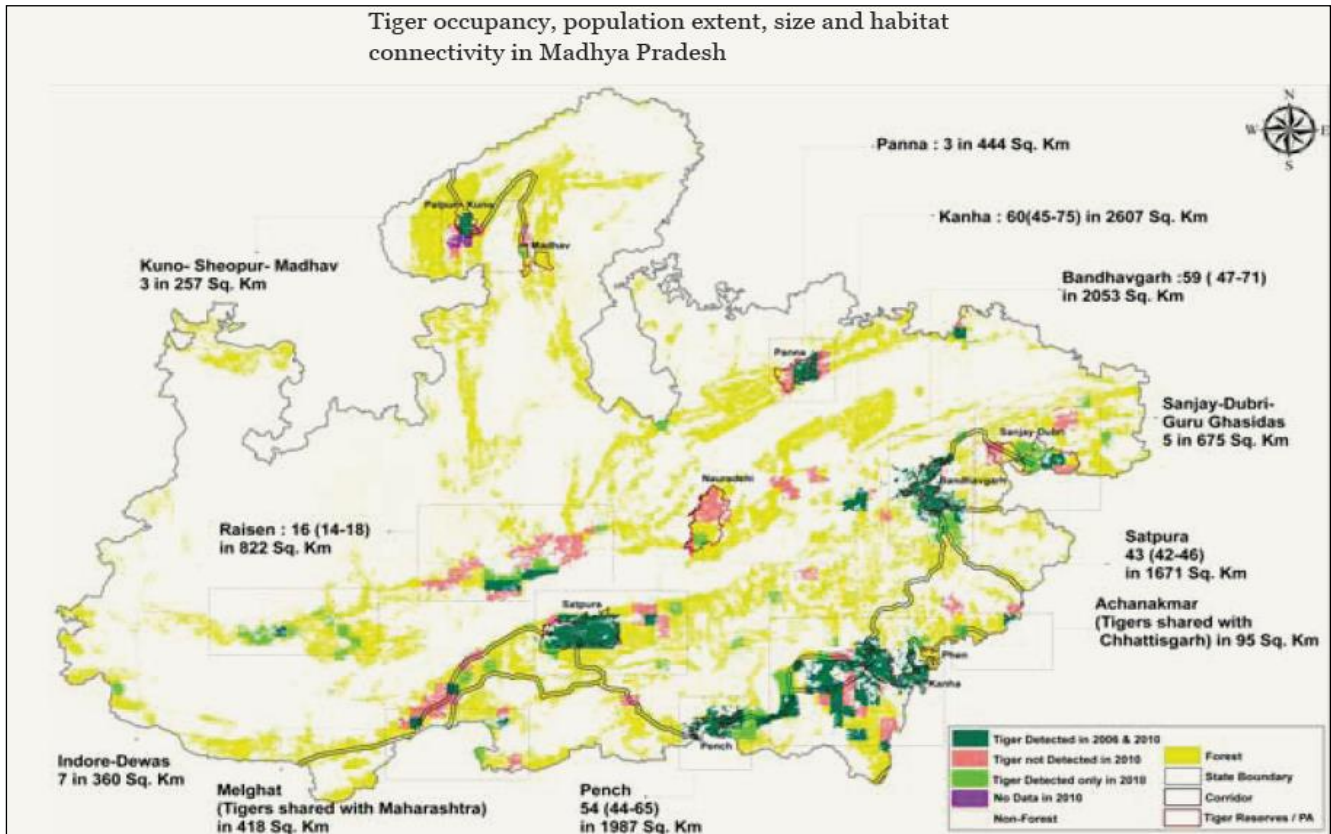 Tiger occupancy, population extent, size and habitat
connectivity in Madhya Pradesh
N
W
E
S
Panna : 3 in 444 Sq. Km
Kanha : 60(45-75) in 2607 Sq. Km
Bandhavgarh :59 ( 47-71)
in 2053 Sq. Km
Kuno- Sheopur- Madhav
3 in 257 Sq. Km
Madhav
Panna
Sanjay-Dubri-
Guru Ghasidas
5 in 675 Sq. Km
Sanjay-Dubri
Bandhavgarh
Nauradehi
Raisen : 16 (14-18)
in 822 Sq. Km
Satpura
43 (42-46)
in 1671 Sq. Km
Satpura
Achanakmar
(Tigers shared with
Chhattisgarh) in 95 Sq. Km
Phen
Kanha
Pench
Indore-Dewas
7 in 360 Sq. Km
Melghat
(Tigers shared with Maharashtra)
in 418 Sq. Km
Pench
54 (44-65)
in 1987 Sq. Km
Tiger Detected in 2006 & 2010
Tiger not Detected in 2010
Tiger Detected only in 2010
No Data in 2010
Non-Forest
Forest
State Boundary
Corridor
Tiger Reserves / PA